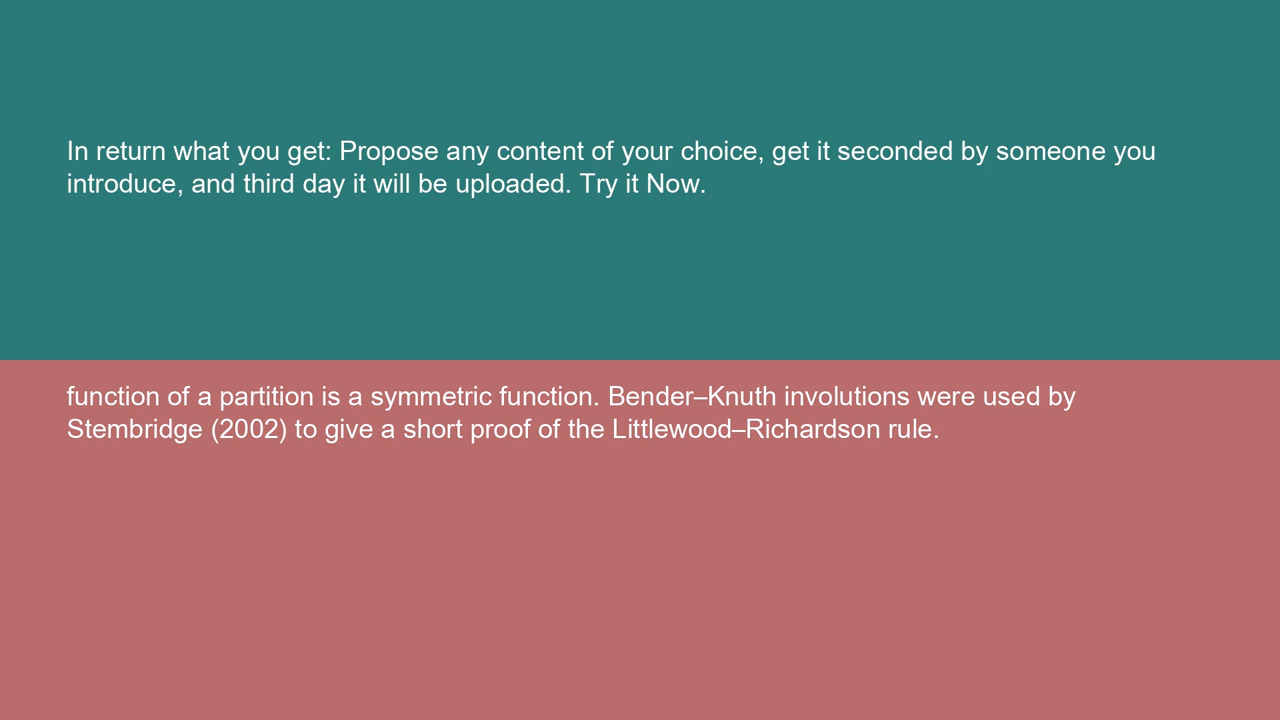 In return what you get: Propose any content of your choice, get it seconded by someone you
introduce, and third day it will be uploaded. Try it Now.
function of a partition is a symmetric function. Bender–Knuth involutions were used by
Stembridge (2002) to give a short proof of the Littlewood–Richardson rule.